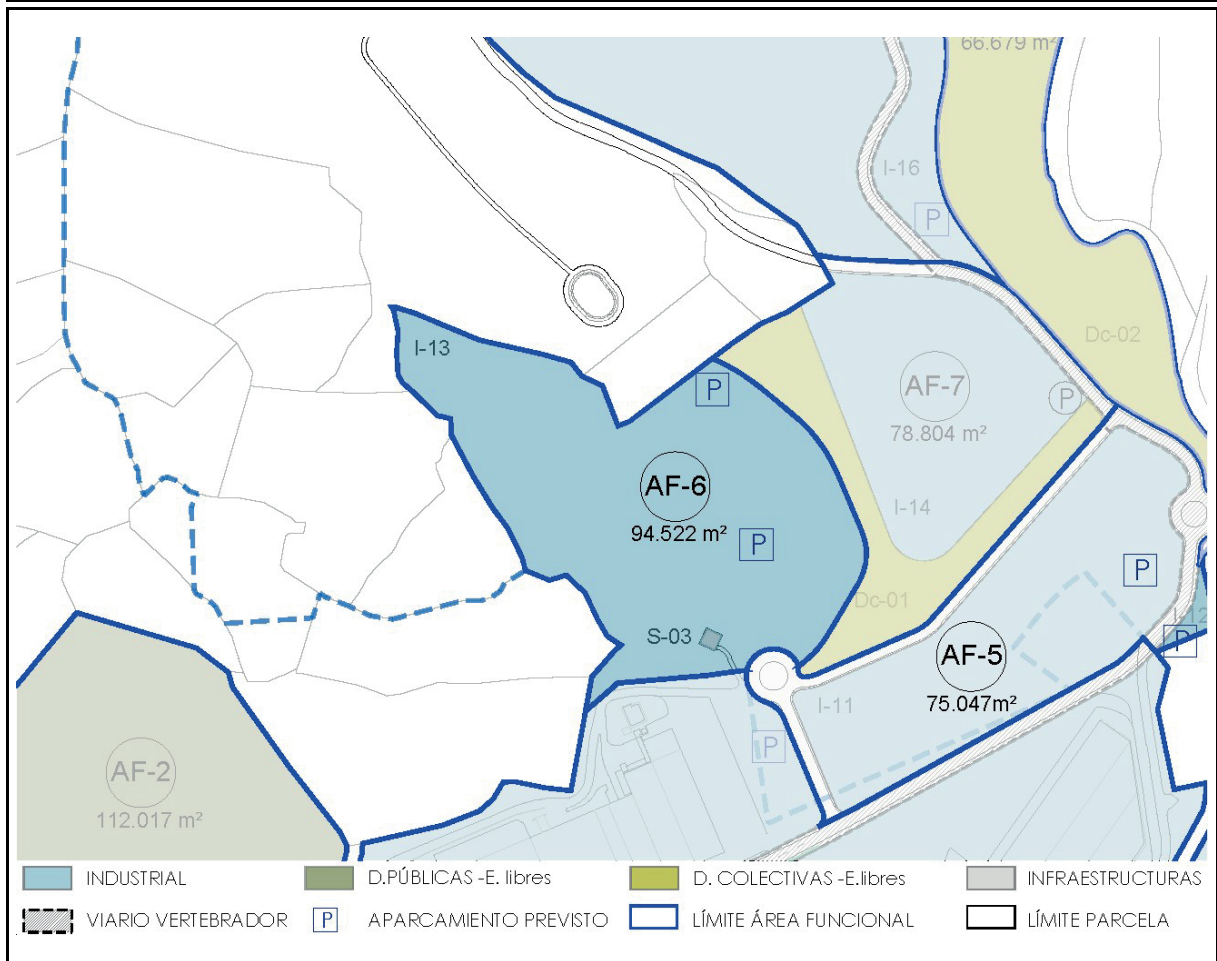 66.679 m²
I-16
P
Dc-02
I-13
P
AF-7
P
78.804 m²
AF-6
94.522 m²
I-14
P
P
Dc-01
S-03
P
AF-5
75.047m²
I-11
P
AF-2
112.017 m²
INDUSTRIAL
D.PÚBLICAS -E. libres
D. COLECTIVAS -E.libres
INFRAESTRUCTURAS
VIARIO VERTEBRADOR
P
APARCAMIENTO PREVISTO
LÍMITE ÁREA FUNCIONAL
LÍMITE PARCELA